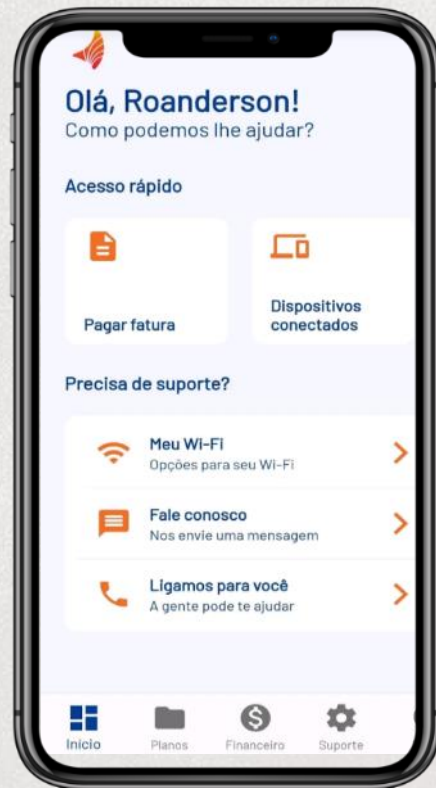 Olá, Roanderson!
Como podemos lhe ajudar?
Acesso rápido
Pagar fatura
Dispositivos
conectados
Precisa de suporte?
Meu Wi-Fi
Opções para seu Wi-Fi
Fale conosco
Nos envie uma mensagem
Ligamos para você
A gente pode te ajudar
Início
Planos
Financeiro
Suporte